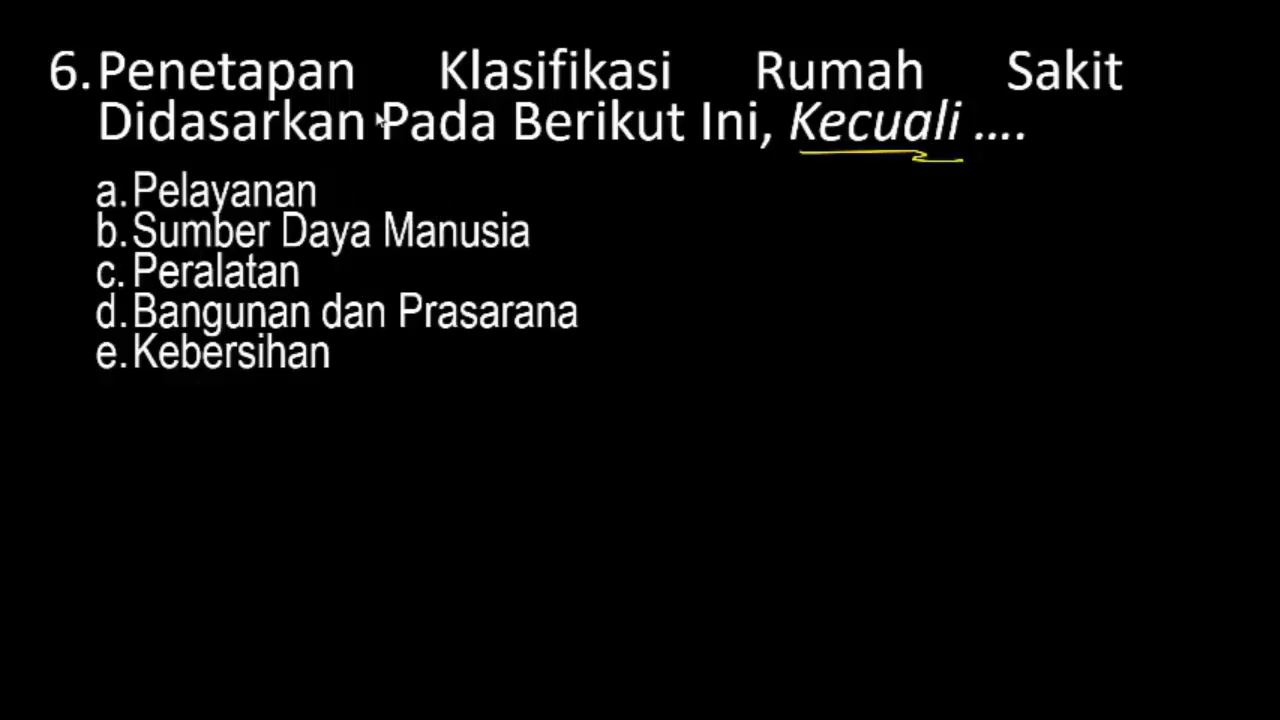 6. Penetapan Klasifikasi Rumah Sakit
Didasarkan Pada Berikut Ini, Kecuali ....
a. Pelayanan
b. Sumber Daya Manusia
c. Peralatan
d. Bangunan dan Prasarana
e. Kebersihan